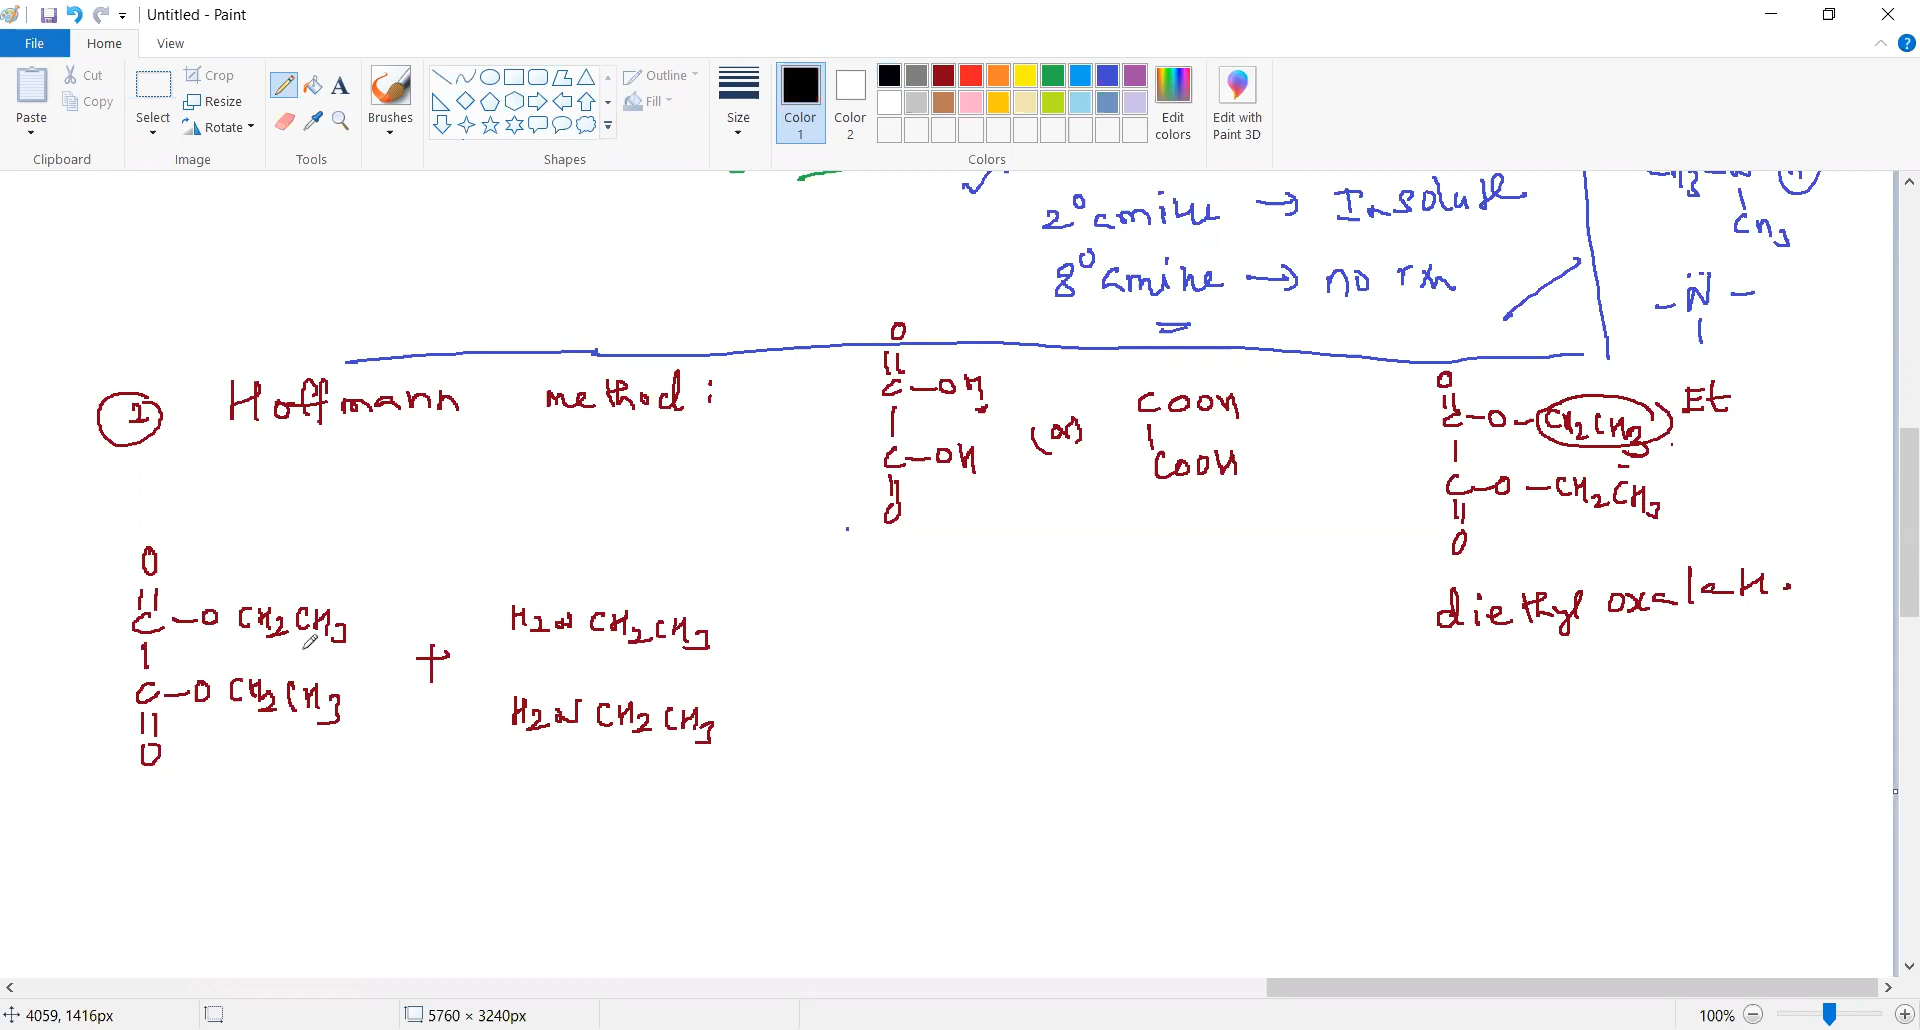 Untitled - Paint
File Home View
Cut
Copy
Paste
Clipboard
Select
Crop
Resize
Rotate
Image
Tools
Brushes
Outline
Fill
Shapes
Size
Color 1
Color 2
Colors
Edit colors
Edit with Paint 3D
2° amine → Insoluble
8° amine → no rxn
CH3
-N-
I Hoffmann method :
O
C-OH
C-OH
O
(or)
COOH
COOH
O
C-O-CH2CH3 Et
C-O-CH2CH3
O
diethyl oxalate.
O
C-O CH2CH3
C-O CH2CH3
O
+
H2N CH2CH3
H2N CH2CH3
4059, 1416px
5760 × 3240px
100%